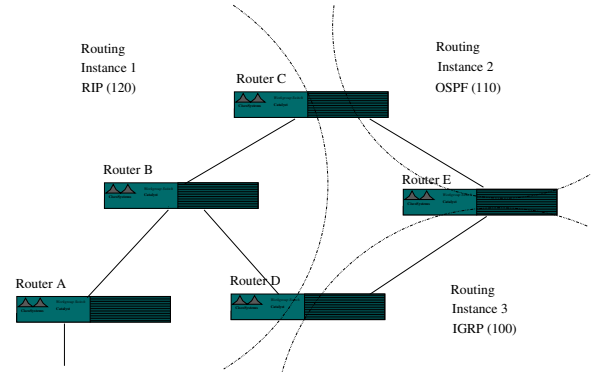 Routing
Instance 1
RIP (120)
Routing
Instance 2
OSPF (110)
Router C
Router B
Router E
Router A
Router D
Routing
Instance 3
IGRP (100)